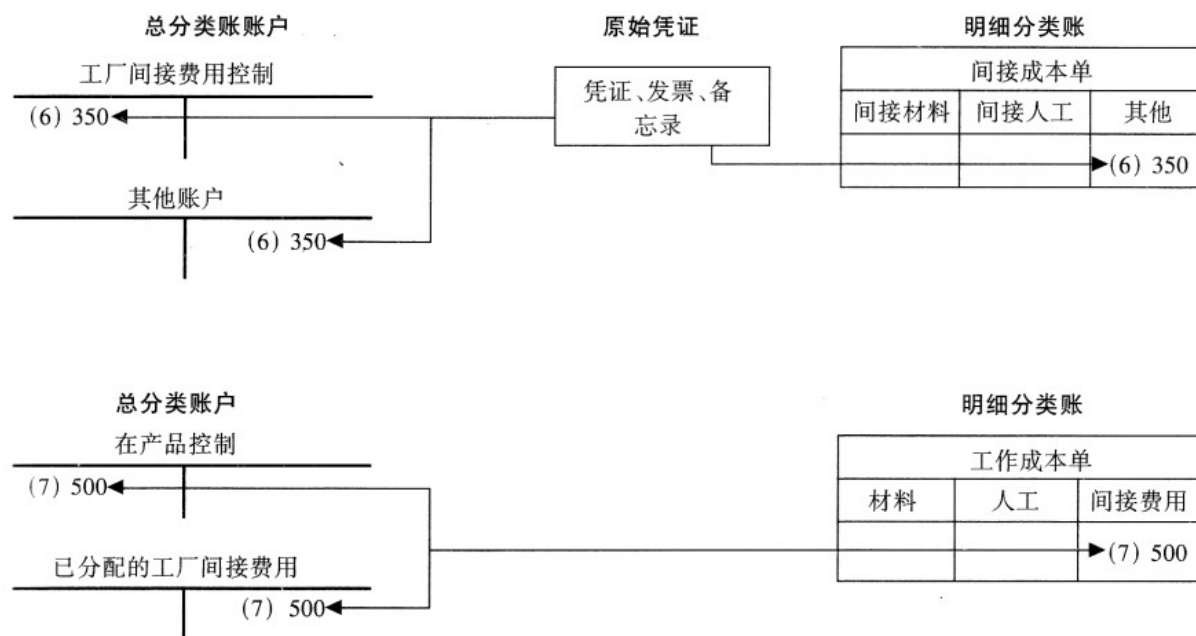 总分类账账户
原始凭证
明细分类账
工厂间接费用控制
间接成本单
凭证、发票、备
忘录
间接材料
间接人工
其他
(6) 350
(6) 350
其他账户
(6) 350
总分类账户
明细分类账
在产品控制
工作成本单
(7) 500
材料
人工
间接费用
(7) 500
已分配的工厂间接费用
(7) 500